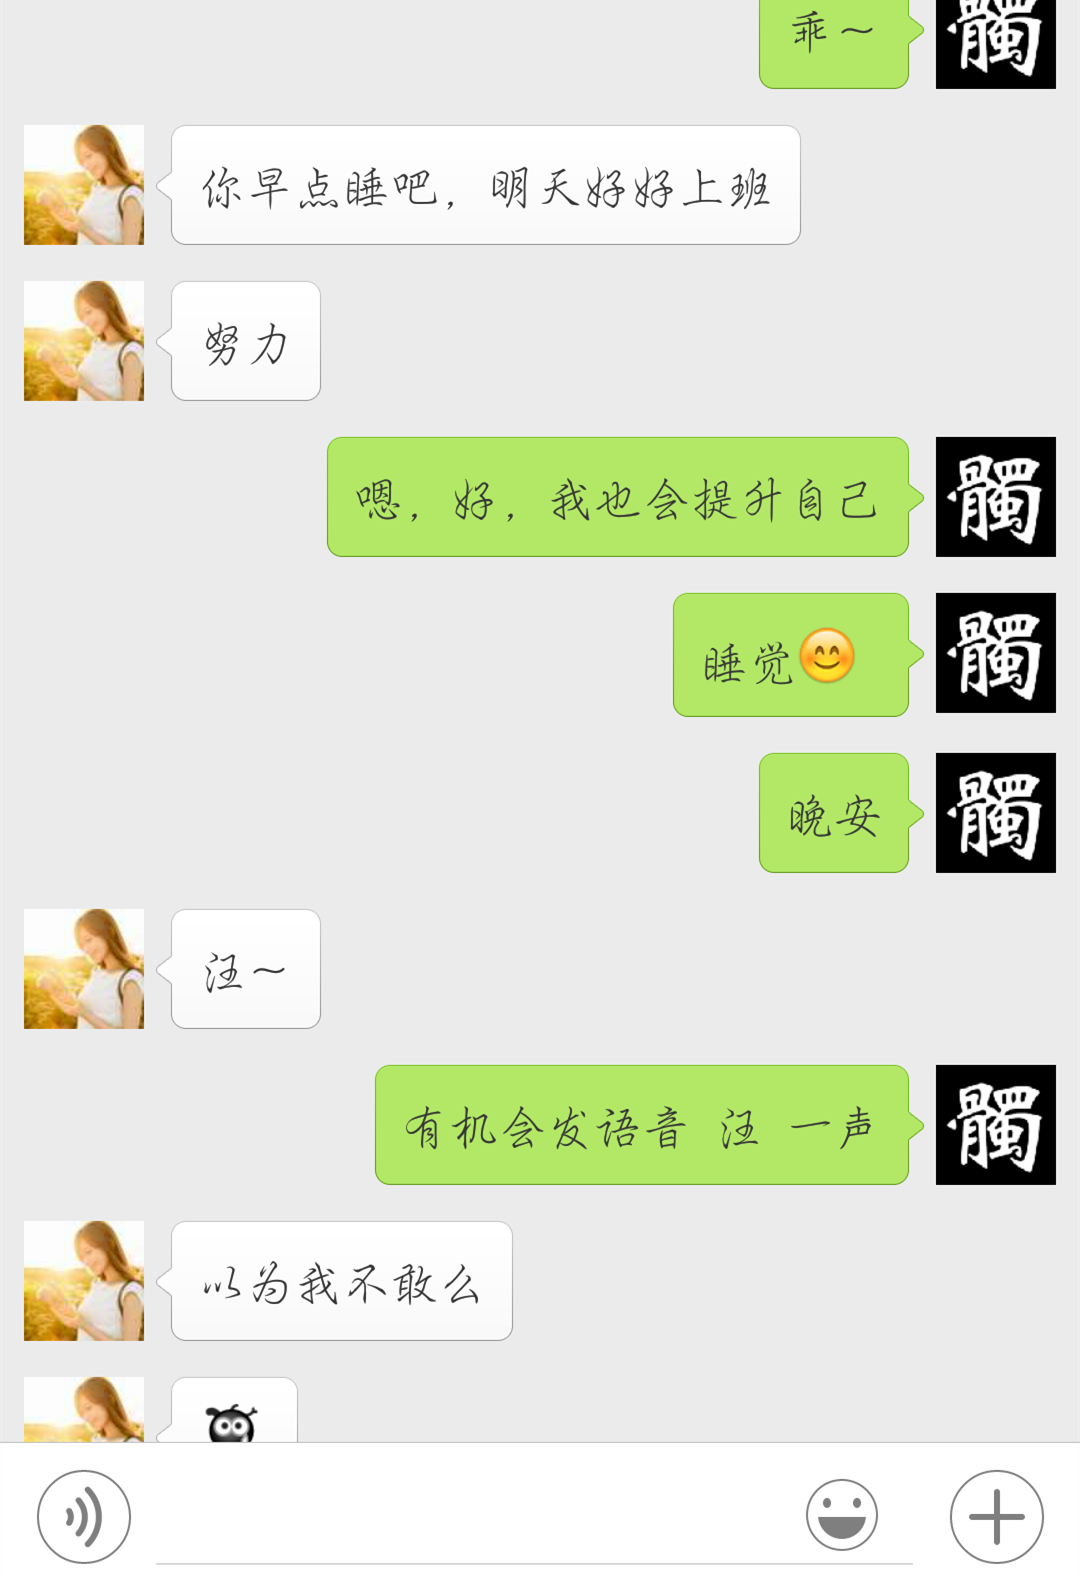 乖～
髑
你早点睡吧，明天好好上班
努力
嗯，好，我也会提升自己
髑
睡觉😊
髑
晚安
髑
汪～
有机会发语音 汪 一声
髑
以为我不敢么